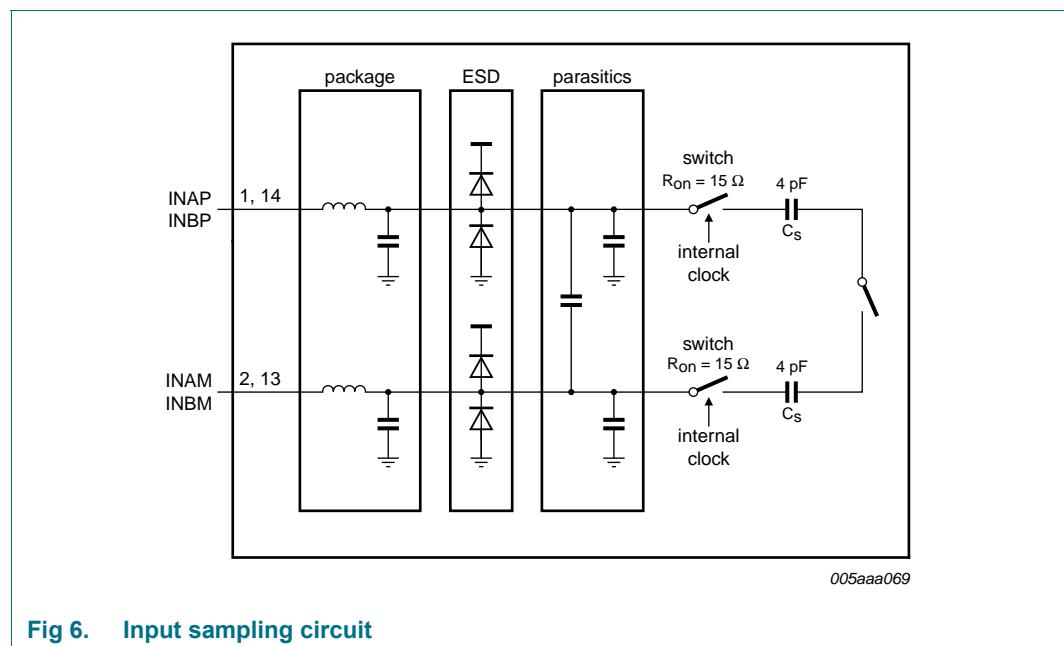 package
ESD
parasitics
switch
Ron = 15 Ω
4 pF
INAP
INBP
1, 14
Cs
internal
clock
switch
Ron = 15 Ω
4 pF
INAM
INBM
2, 13
Cs
internal
clock
005aaa069
Fig 6. Input sampling circuit